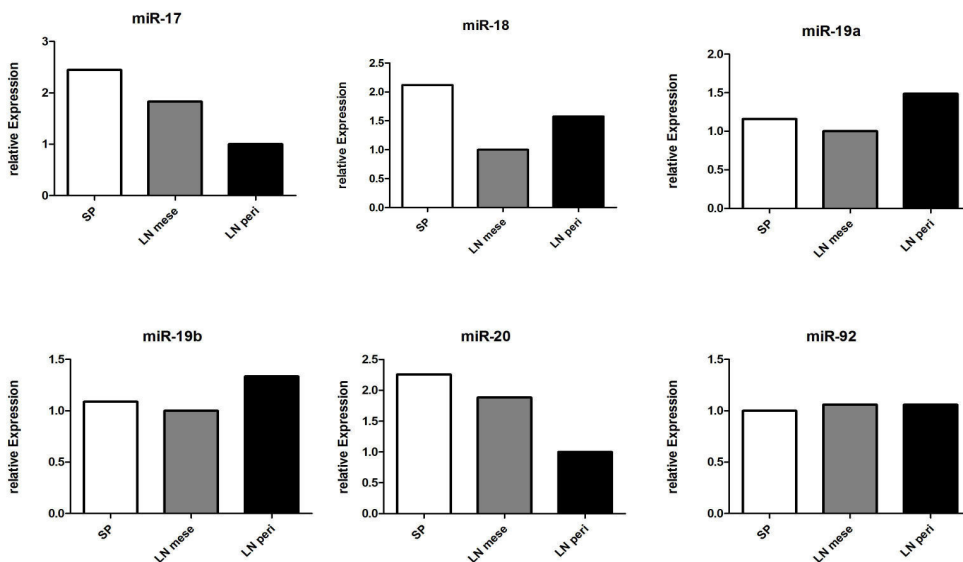 miR-17
relative Expression
3
2
1
0
SP
LN mese
LN peri
miR-18
relative Expression
2.5
2.0
1.5
1.0
0.5
0.0
SP
LN mese
LN peri
miR-19a
relative Expression
2.0
1.5
1.0
0.5
0.0
SP
LN mese
LN peri
miR-19b
relative Expression
1.5
1.0
0.5
0.0
SP
LN mese
LN peri
miR-20
relative Expression
2.5
2.0
1.5
1.0
0.5
0.0
SP
LN mese
LN peri
miR-92
relative Expression
1.5
1.0
0.5
0.0
SP
LN mese
LN peri